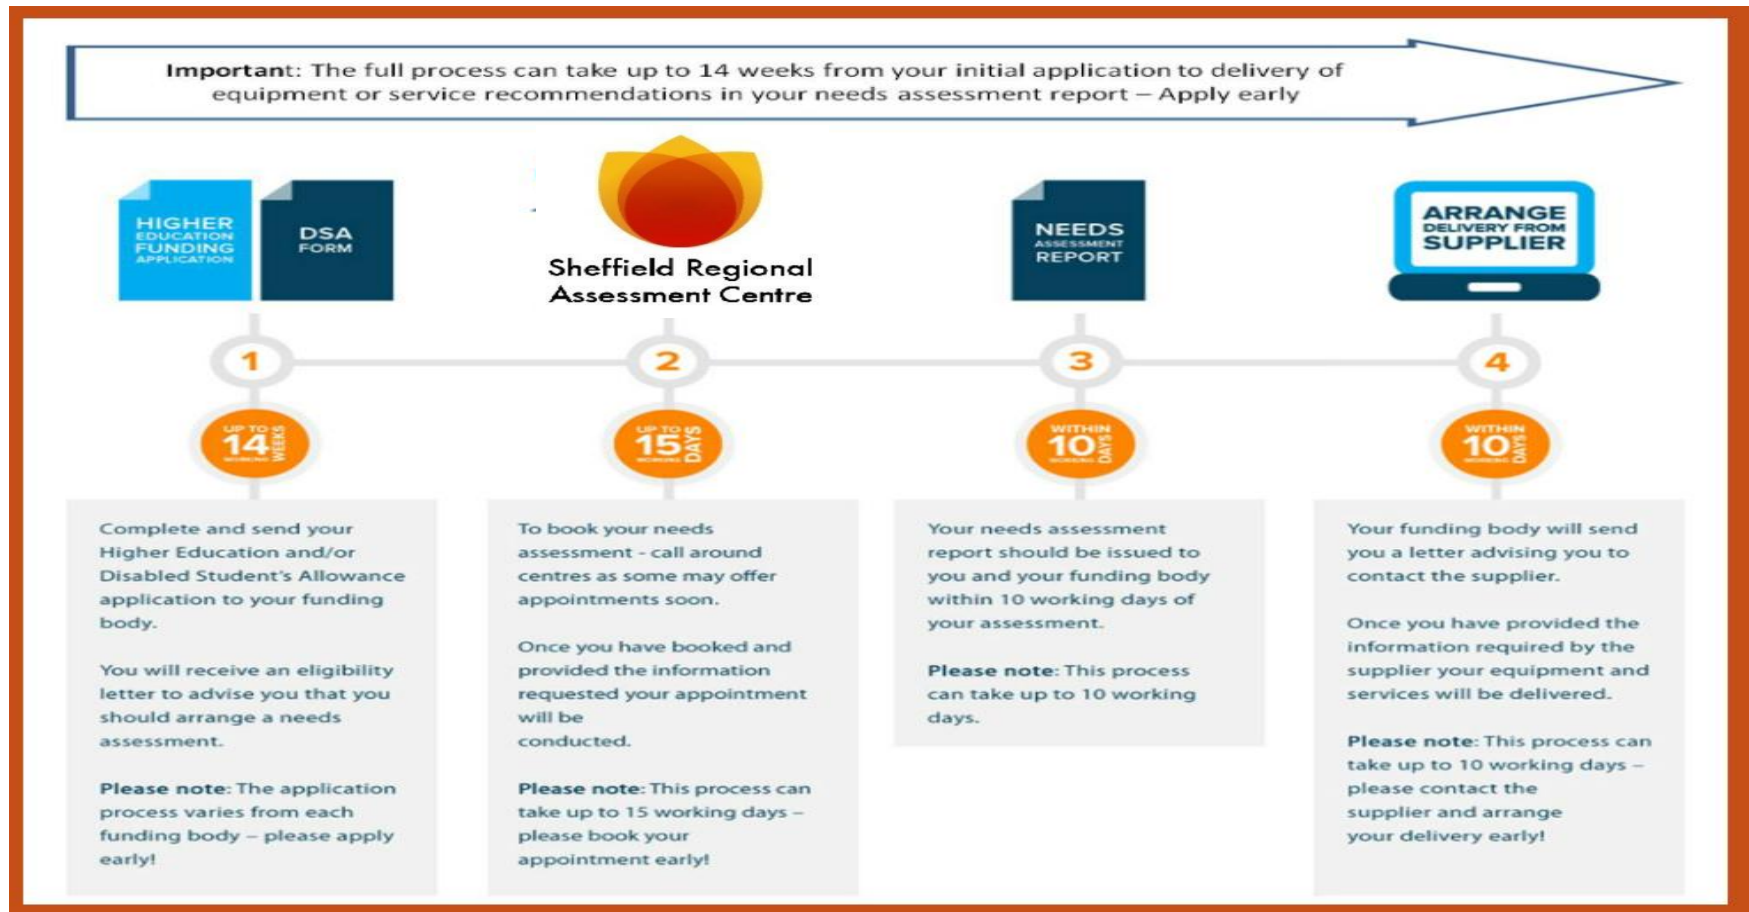 Important: The full process can take up to 14 weeks from your initial application to delivery of
equipment or service recommendations in your needs assessment report – Apply early
HIGHER
EDUCATION
FUNDING
APPLICATION
DSA
FORM
Sheffield Regional
Assessment Centre
NEEDS
ASSESSMENT
REPORT
ARRANGE
DELIVERY FROM
SUPPLIER
1
2
3
4
UP TO
14 WEEKS
WORKING
UP TO
15 DAYS
WORKING
WITHIN
10 DAYS
WORKING
WITHIN
10 DAYS
WORKING
Complete and send your
Higher Education and/or
Disabled Student's Allowance
application to your funding
body.
You will receive an eligibility
letter to advise you that you
should arrange a needs
assessment.
Please note: The application
process varies from each
funding body – please apply
early!
To book your needs
assessment - call around
centres as some may offer
appointments soon.
Once you have booked and
provided the information
requested your appointment
will be
conducted.
Please note: This process can
take up to 15 working days –
please book your
appointment early!
Your needs assessment
report should be issued to
you and your funding body
within 10 working days of
your assessment.
Please note: This process
can take up to 10 working
days.
Your funding body will send
you a letter advising you to
contact the supplier.
Once you have provided the
information required by the
supplier your equipment and
services will be delivered.
Please note: This process can
take up to 10 working days –
please contact the
supplier and arrange
your delivery early!